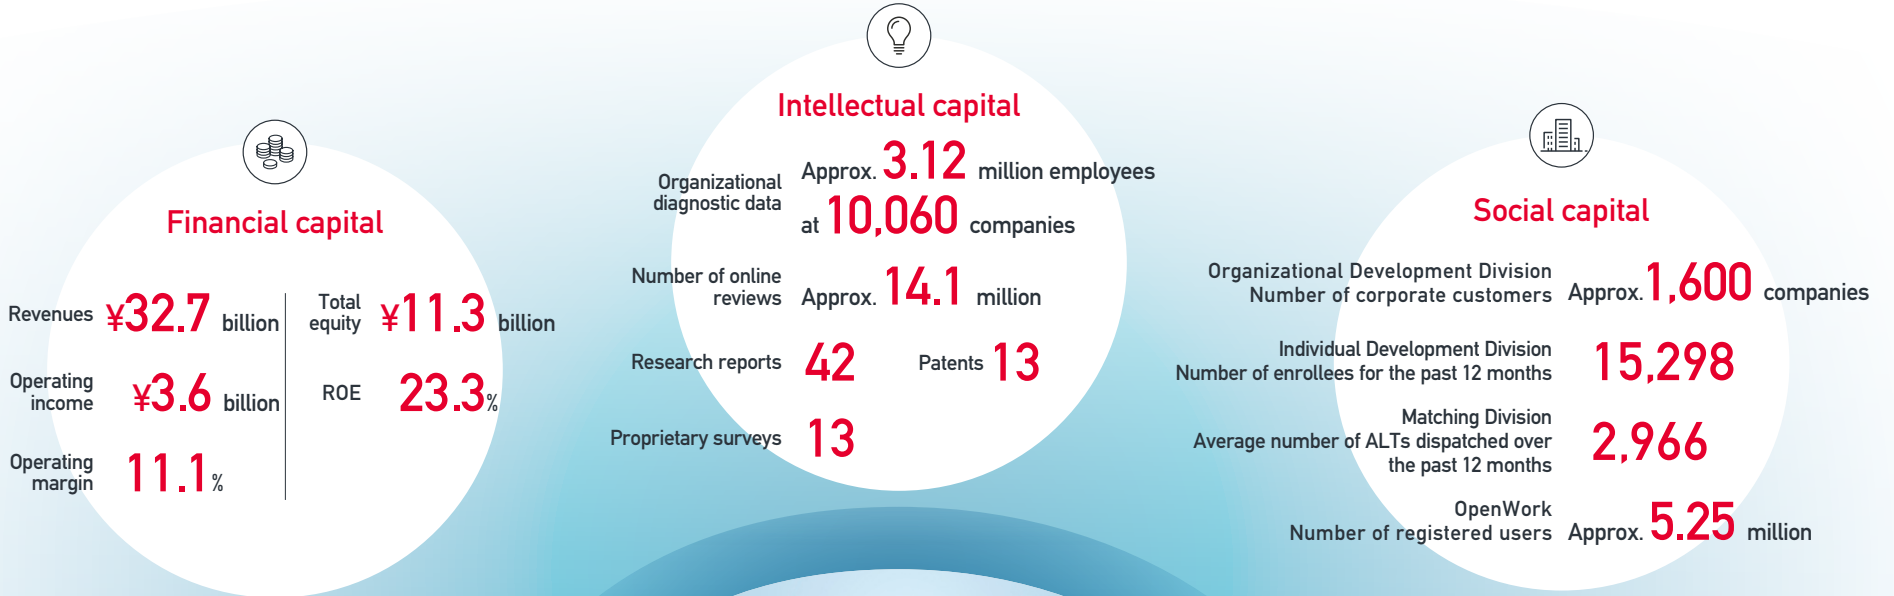 Financial capital
Revenues ¥32.7 billion
Operating
income ¥3.6 billion
Operating
margin 11.1%
Total
equity ¥11.3 billion
ROE 23.3%
Intellectual capital
Organizational
diagnostic data
Approx. 3.12 million employees
at 10,060 companies
Number of online
reviews Approx. 14.1 million
Research reports 42 Patents 13
Proprietary surveys 13
Social capital
Organizational Development Division
Number of corporate customers Approx. 1,600 companies
Individual Development Division
Number of enrollees for the past 12 months 15,298
Matching Division
Average number of ALTs dispatched over
the past 12 months 2,966
OpenWork
Number of registered users Approx. 5.25 million